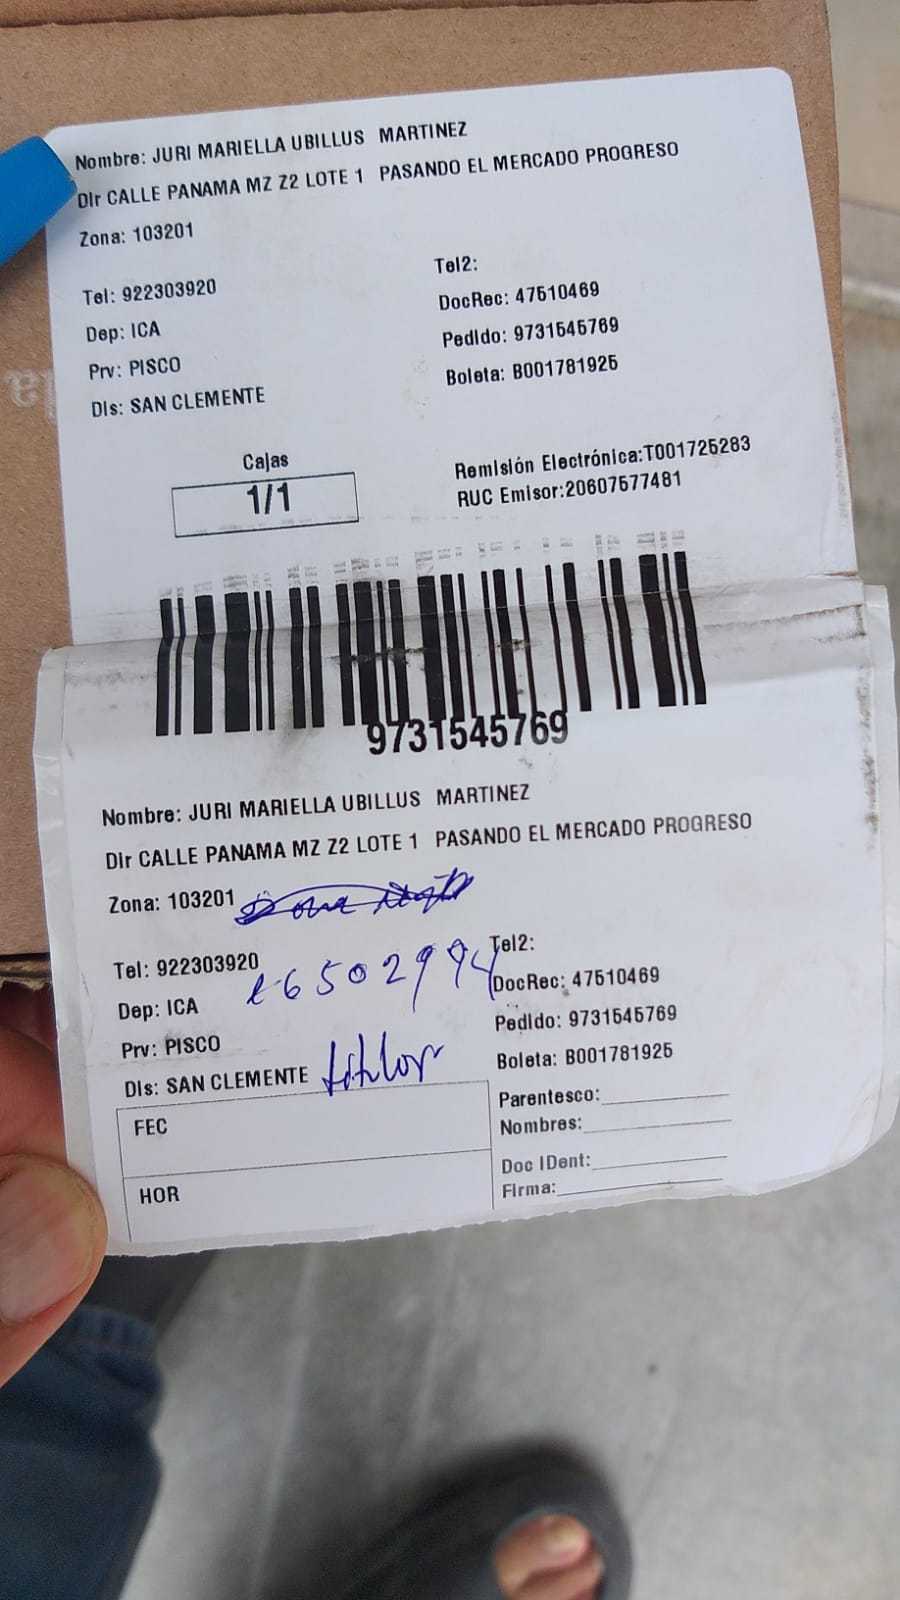 Nombre: JURI MARIELLA UBILLUS MARTINEZ
Dir CALLE PANAMA MZ Z2 LOTE 1 PASANDO EL MERCADO PROGRESO
Zona: 103201
Tel: 922303920
Tel2:
Dep: ICA
DocRec: 47510469
Prv: PISCO
Pedido: 9731545769
Dis: SAN CLEMENTE
Boleta: B001781925
Cajas
1/1
Remisión Electrónica:T001725283
RUC Emisor:20607577481
9731545769
Nombre: JURI MARIELLA UBILLUS MARTINEZ
Dir CALLE PANAMA MZ Z2 LOTE 1 PASANDO EL MERCADO PROGRESO
Zona: 103201
Tel: 922303920
Tel2:
Dep: ICA
DocRec: 47510469
Prv: PISCO
Pedido: 9731545769
Dis: SAN CLEMENTE
Boleta: B001781925
FEC
Parentesco:
Nombres:
HOR
Doc IDent:
Firma: